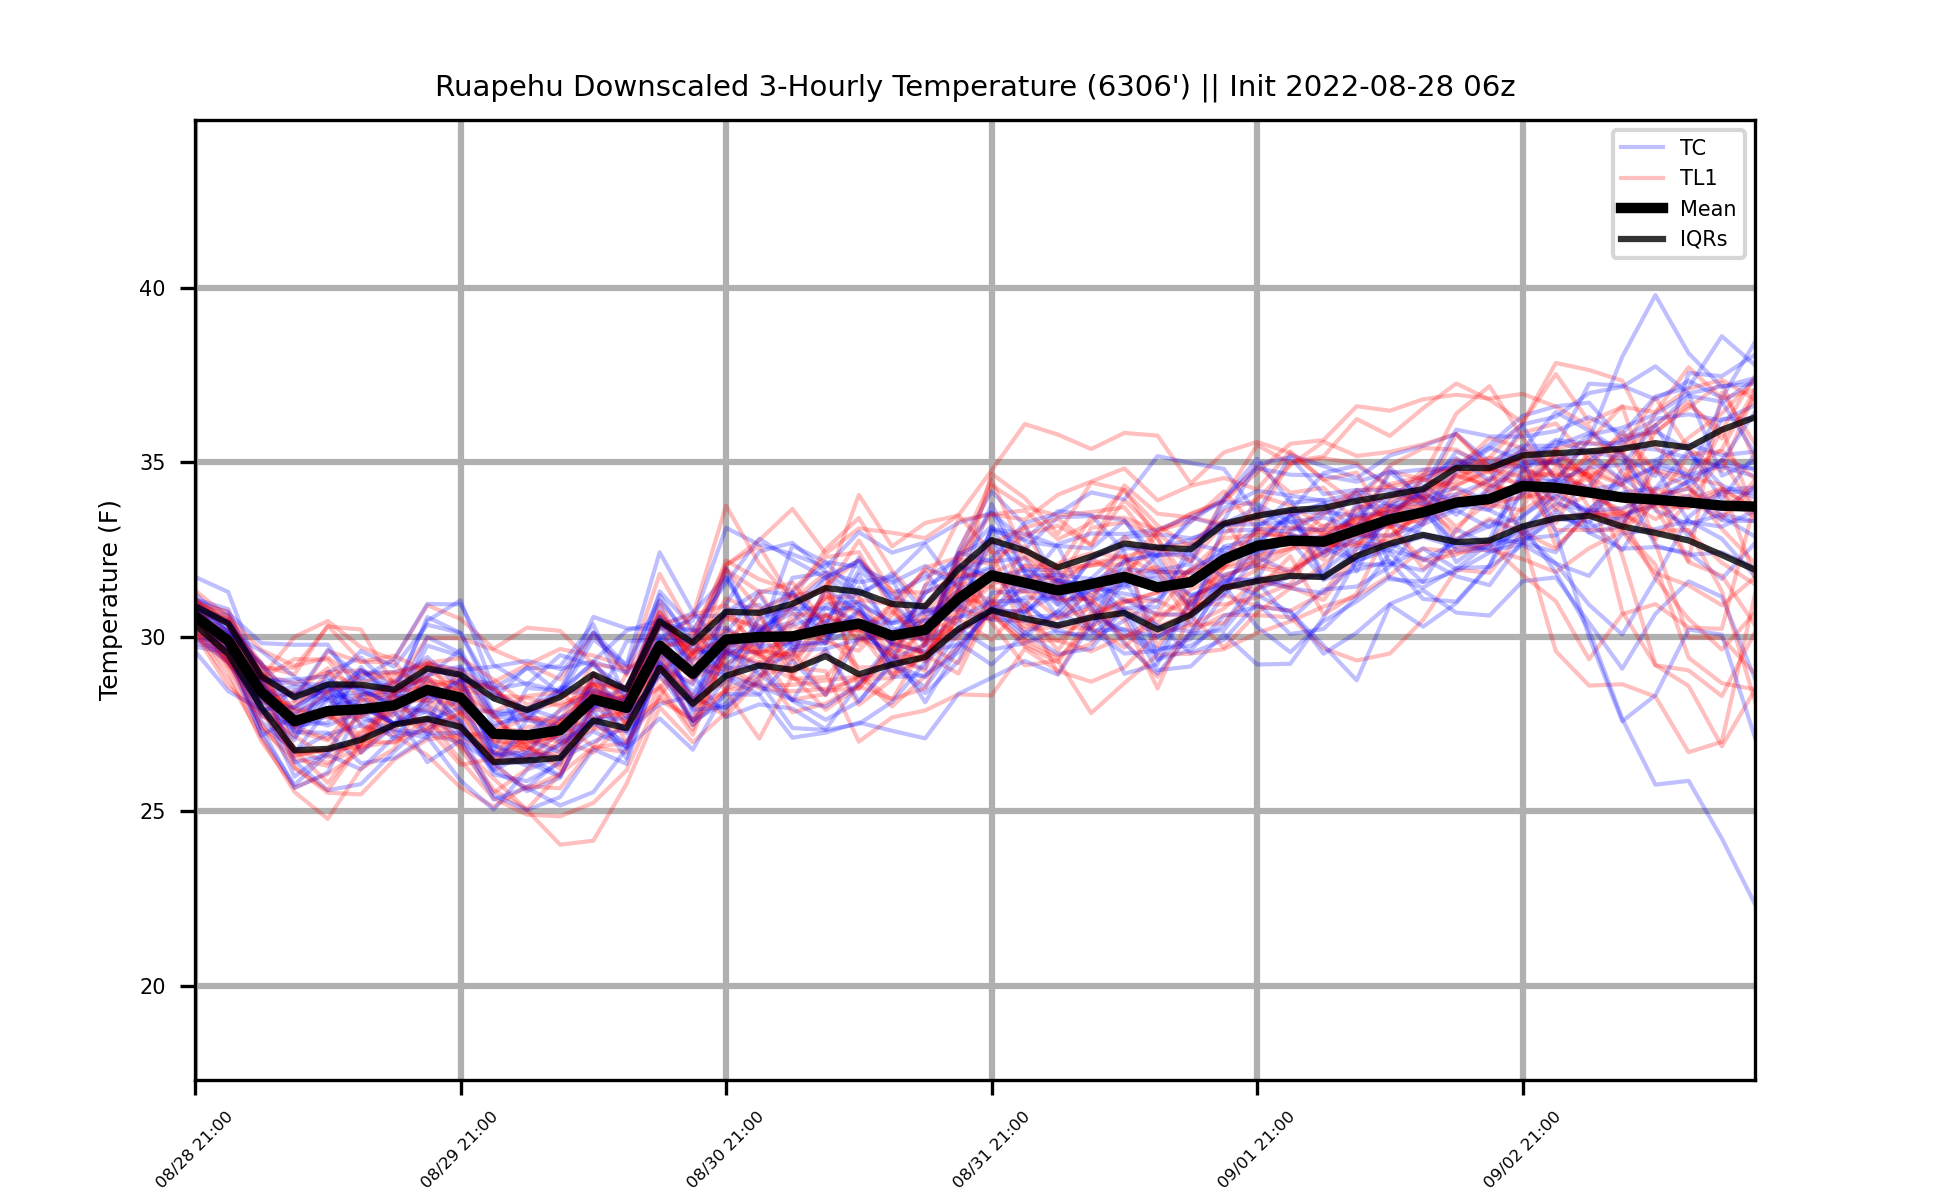 Ruapehu Downscaled 3-Hourly Temperature (6306') || Init 2022-08-28 06z
TC
TL1
Mean
IQRs
Temperature (F)
40
35
30
25
20
08/28 21:00
08/29 21:00
08/30 21:00
08/31 21:00
09/01 21:00
09/02 21:00